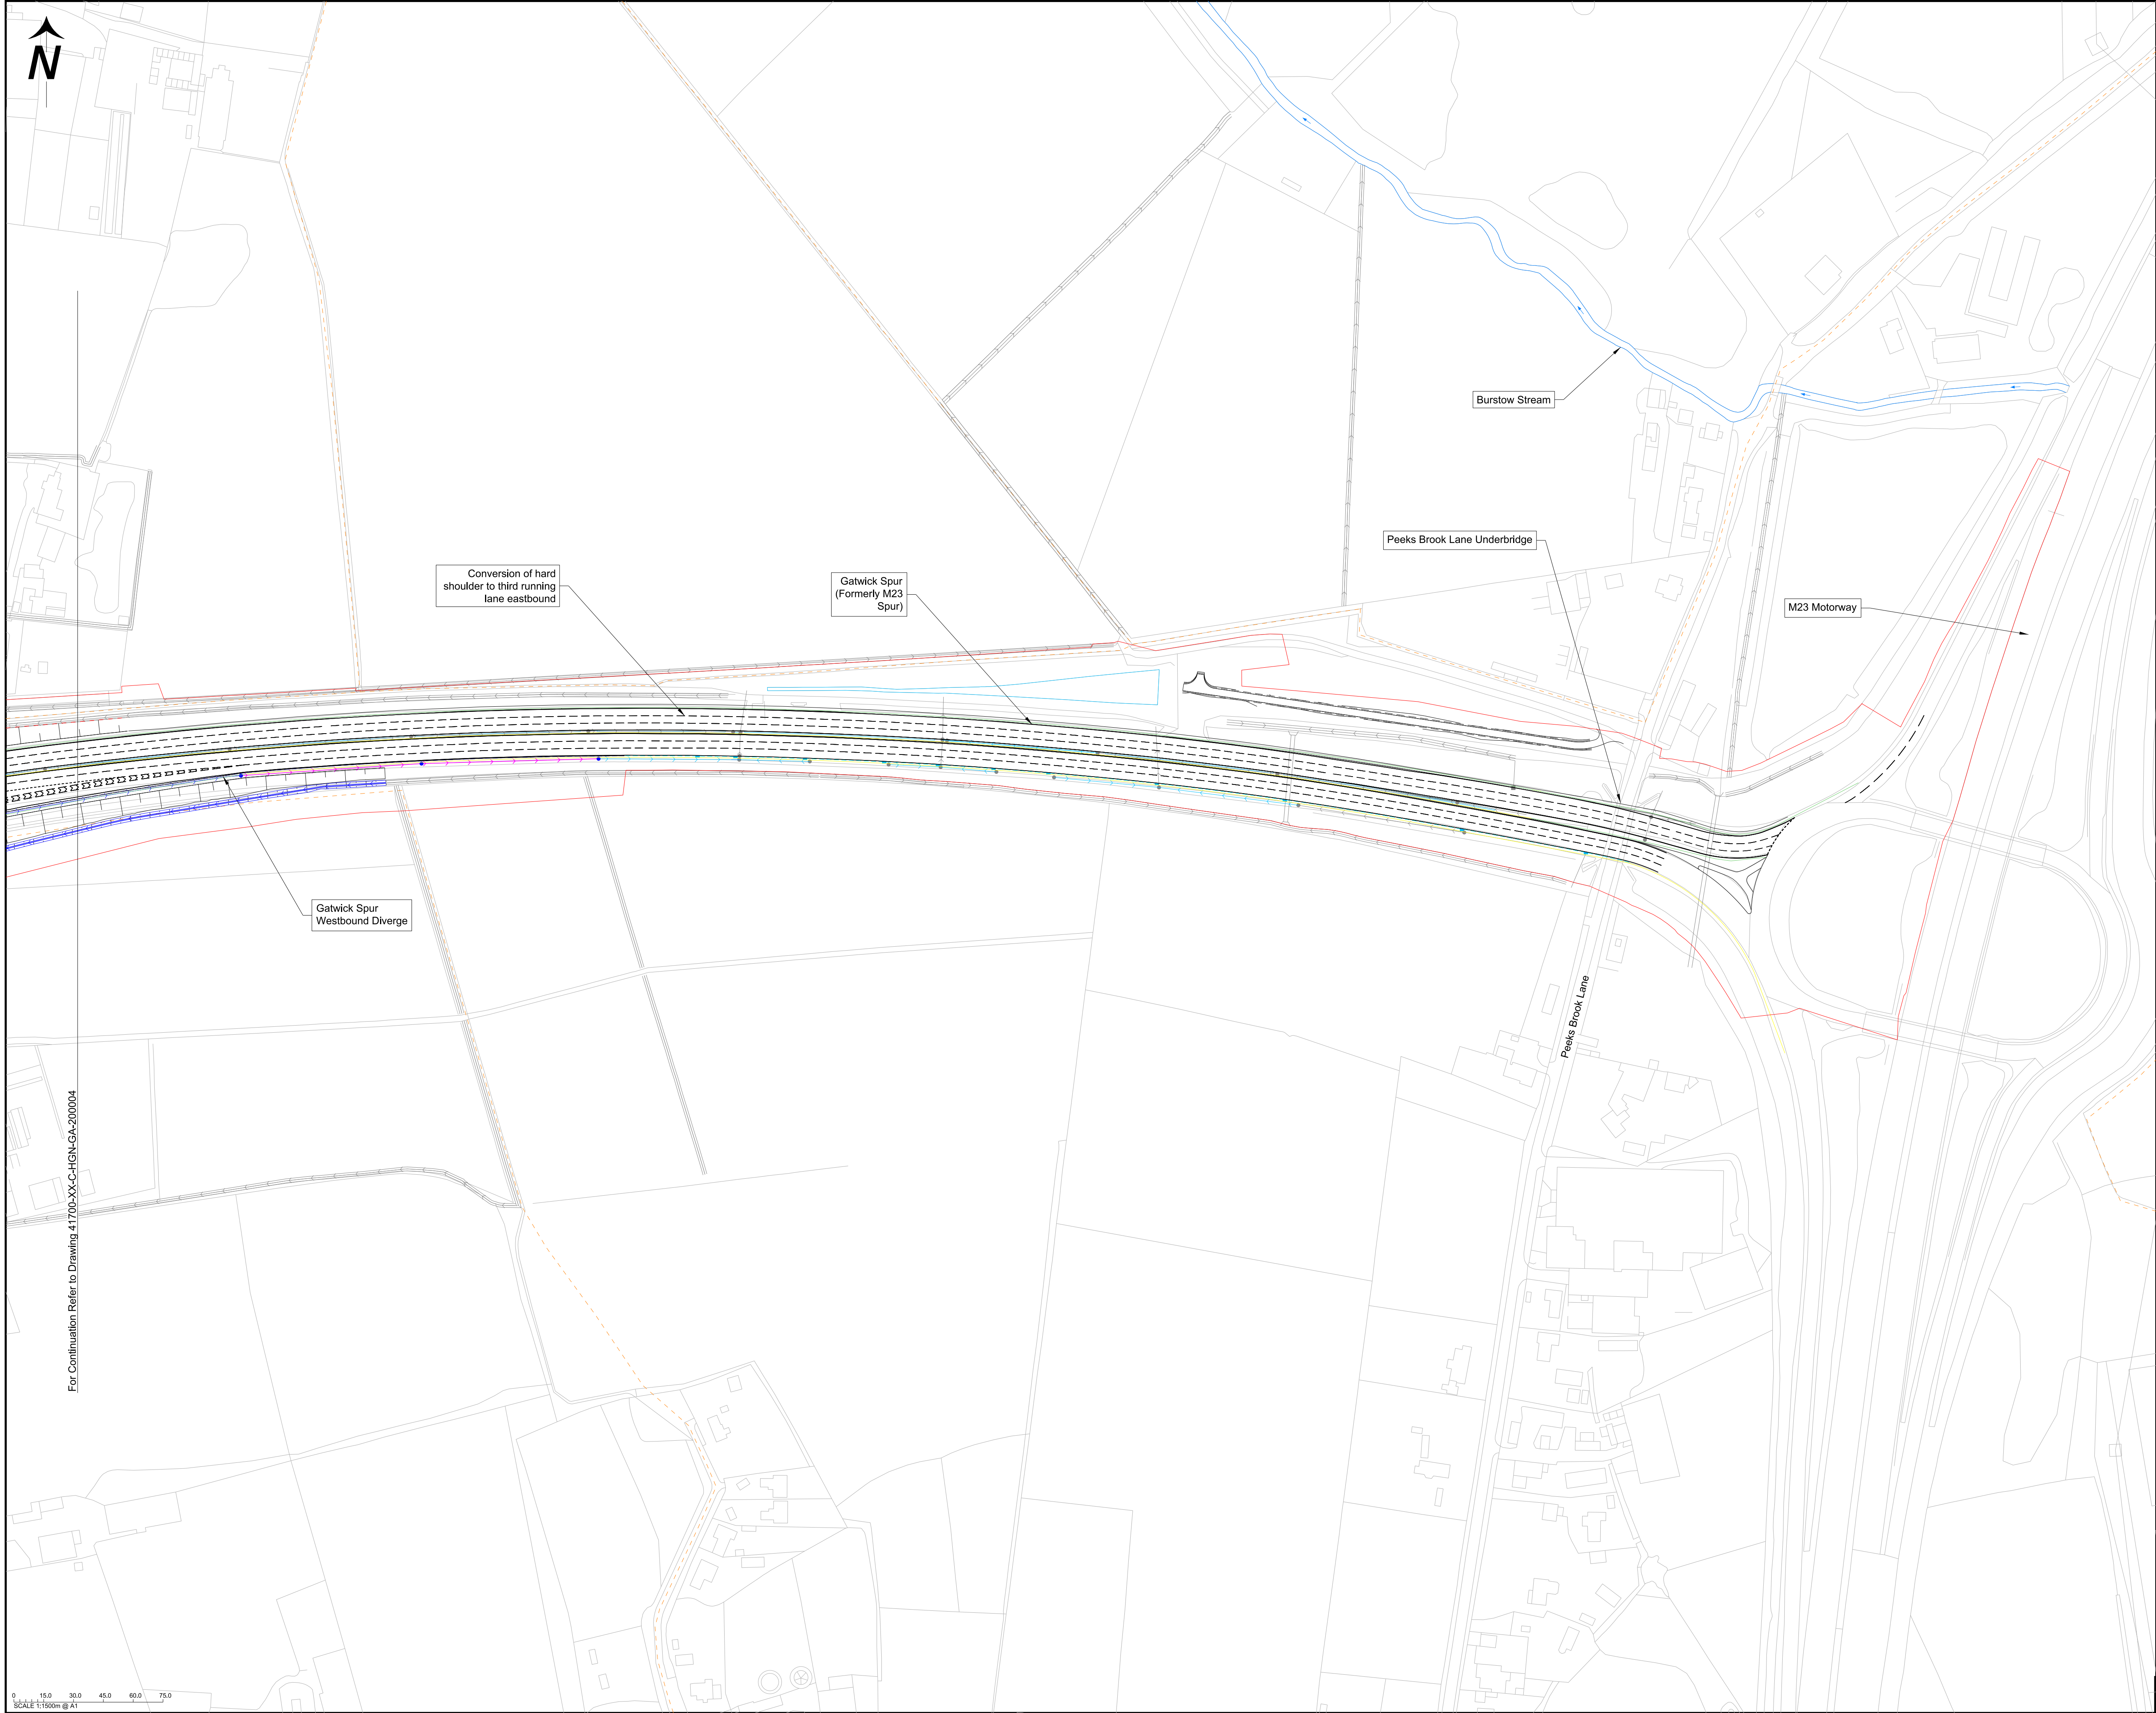 N
Burstow Stream
Peeks Brook Lane Underbridge
Conversion of hard
shoulder to third running
lane eastbound
Gatwick Spur
(Formerly M23
Spur)
M23 Motorway
Gatwick Spur
Westbound Diverge
Peeks Brook Lane
For Continuation Refer to Drawing 41700-XX-C-HGN-GA-200004
0 15.0 30.0 45.0 60.0 75.0
SCALE 1:1500m @ A1